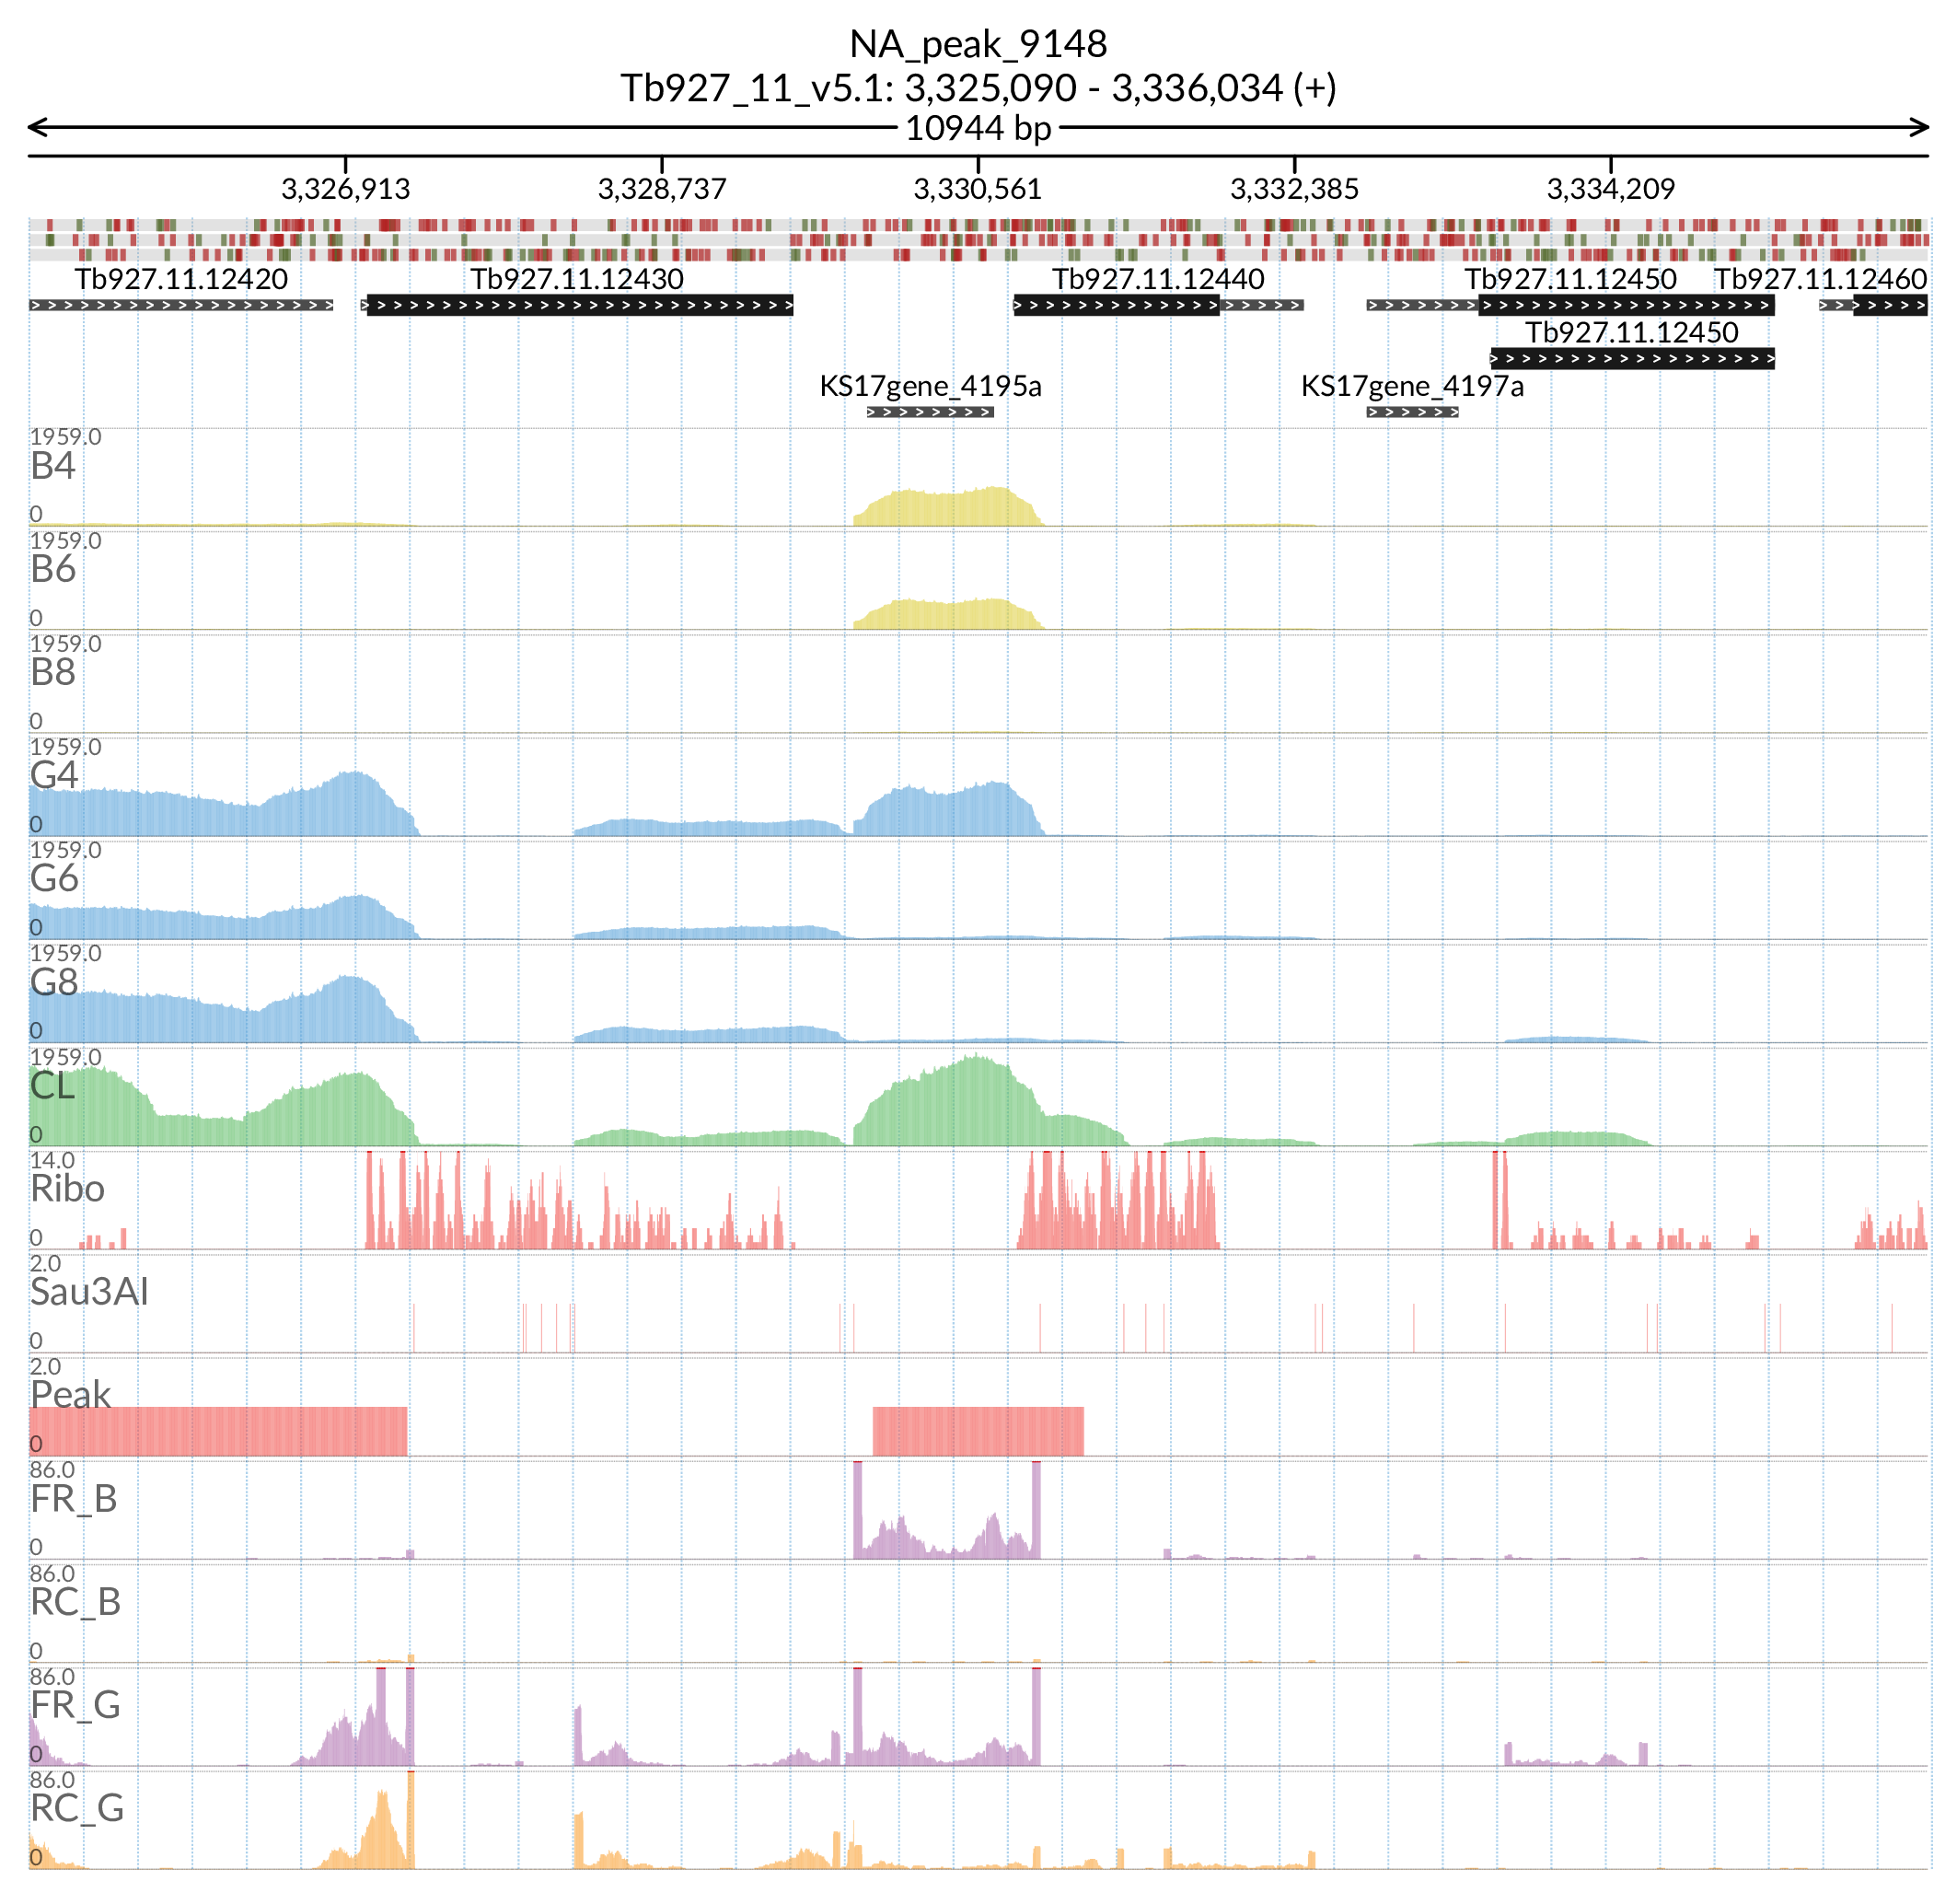 NA_peak_9148
Tb927_11_v5.1: 3,325,090 - 3,336,034 (+)
10944 bp
3,326,913 3,328,737 3,330,561 3,332,385 3,334,209
Tb927.11.12420 Tb927.11.12430 Tb927.11.12440 Tb927.11.12450 Tb927.11.12460
Tb927.11.12450
KS17gene_4195a KS17gene_4197a
1959.0
B4
0
1959.0
B6
0
1959.0
B8
0
1959.0
G4
0
1959.0
G6
0
1959.0
G8
0
1959.0
CL
0
14.0
Ribo
0
2.0
Sau3AI
0
2.0
Peak
0
86.0
FR_B
0
86.0
RC_B
0
86.0
FR_G
0
86.0
RC_G
0